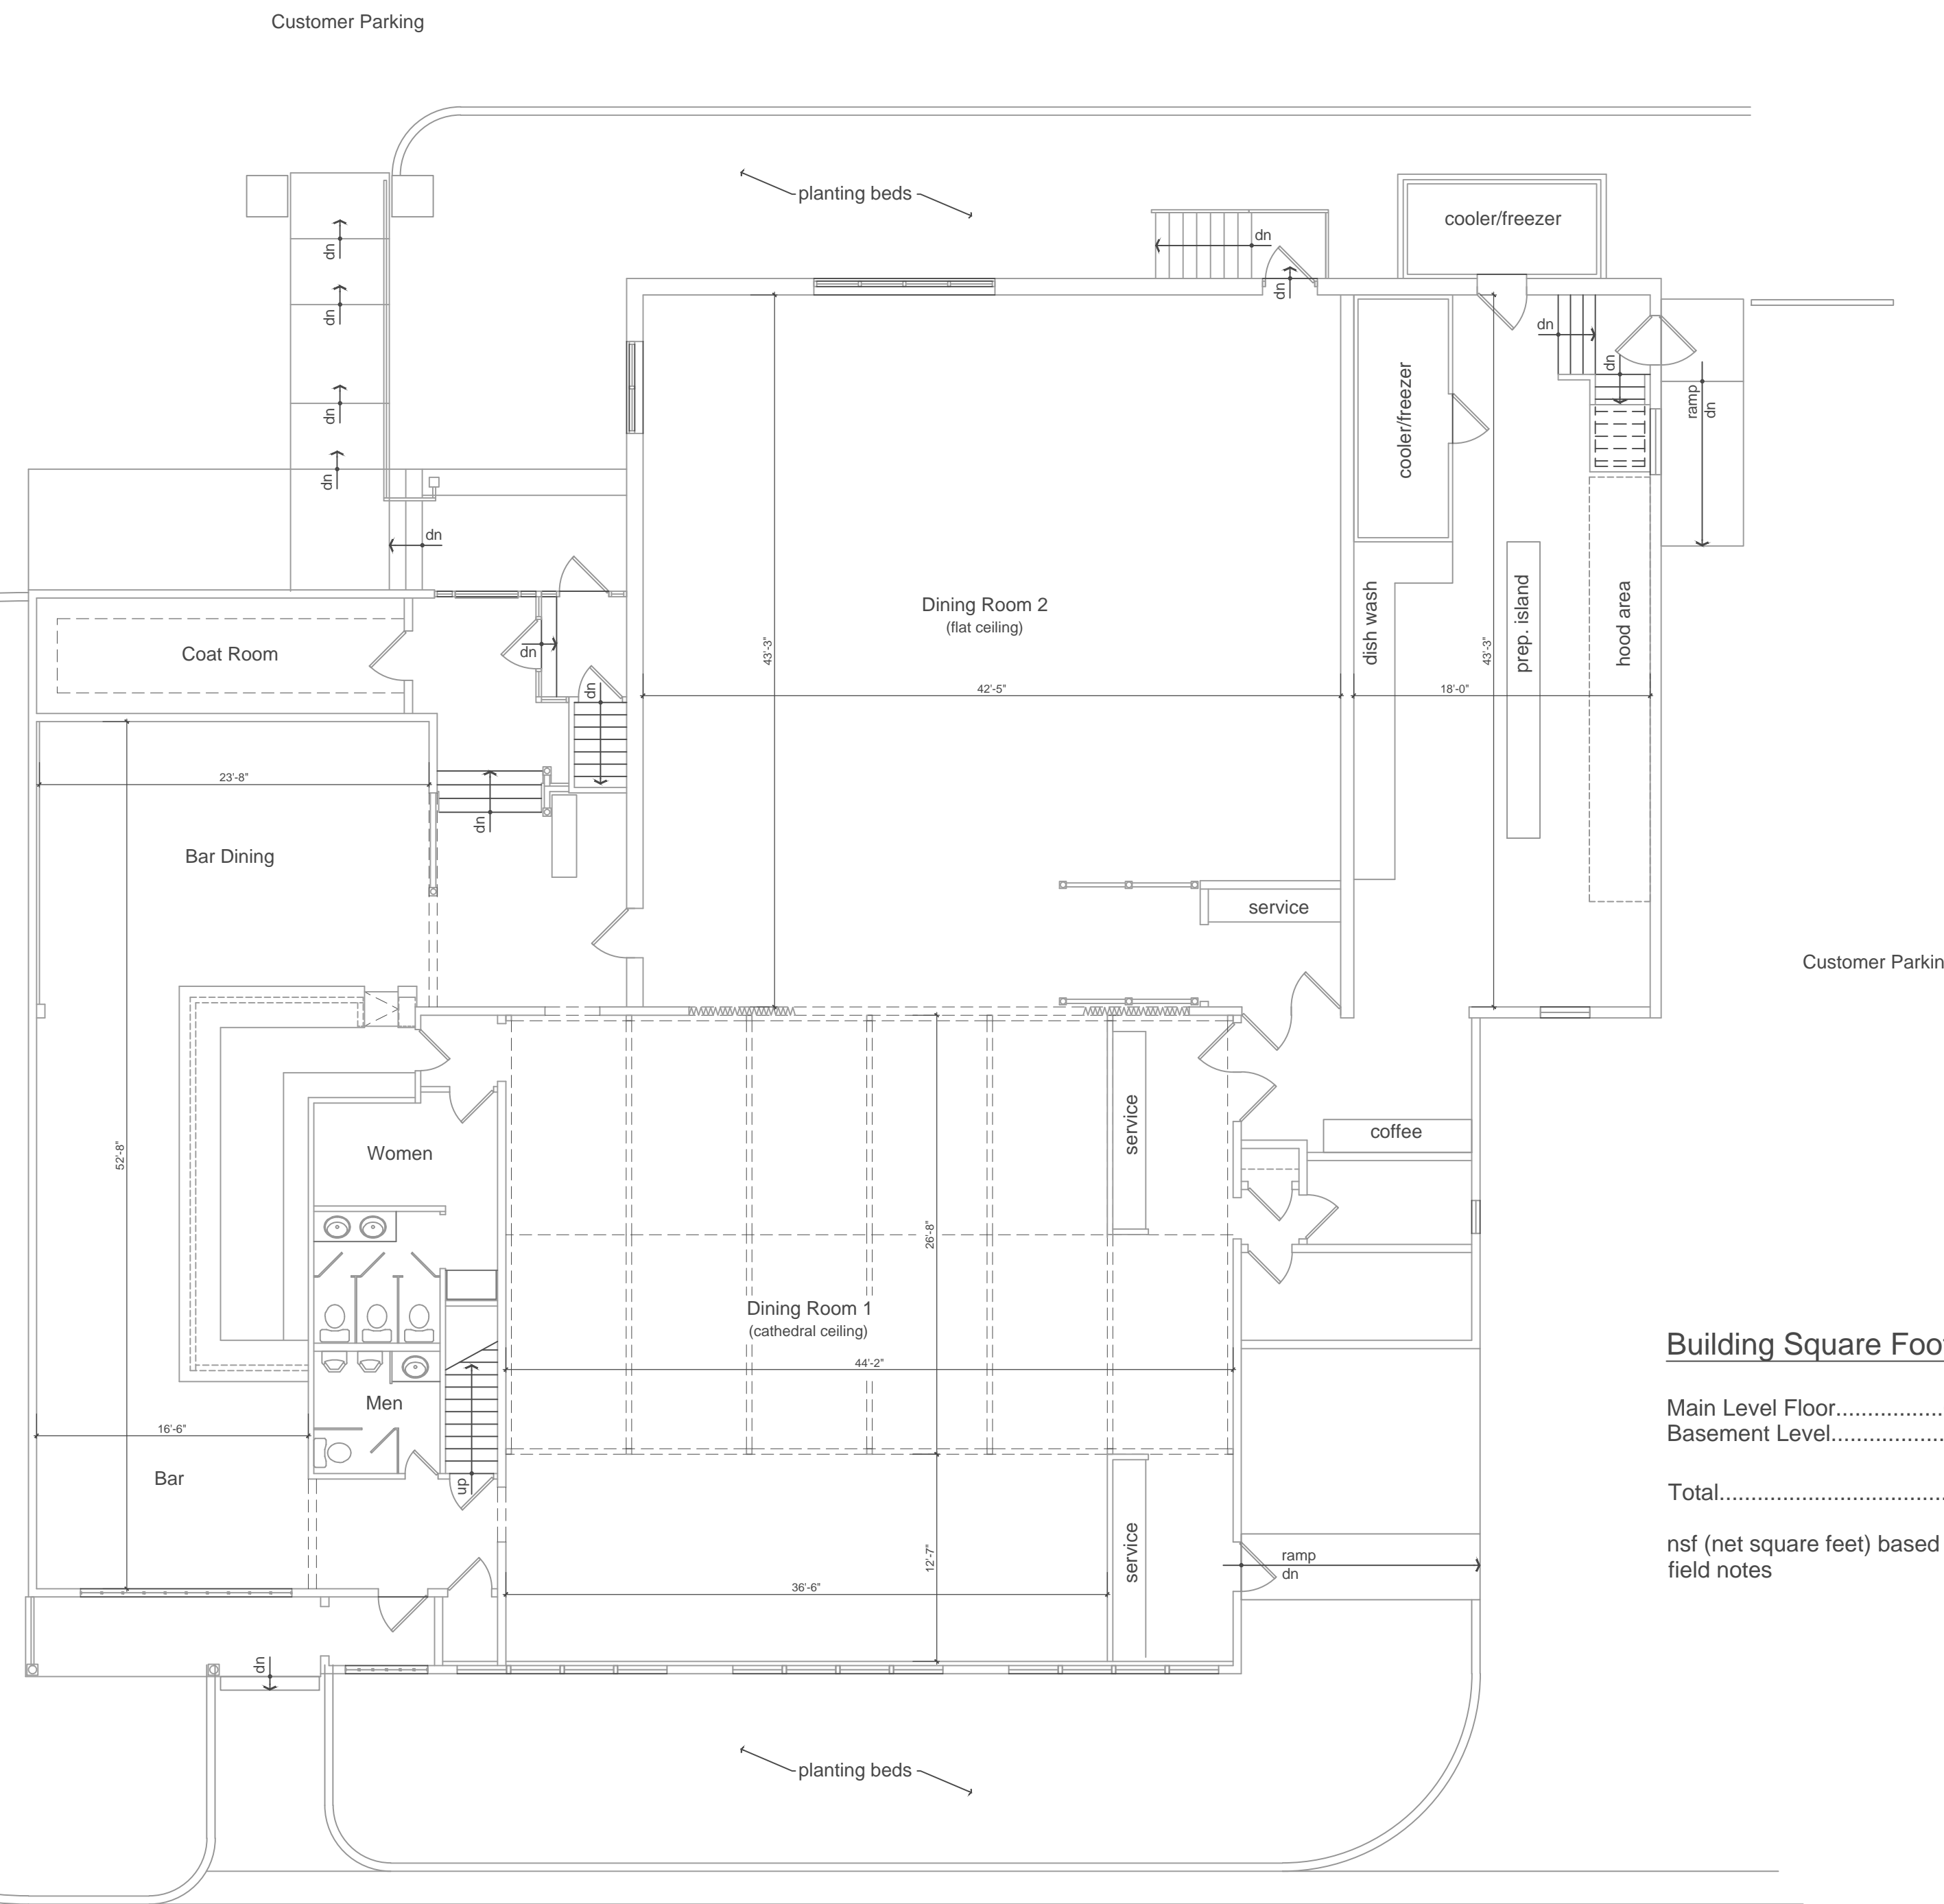 Customer Parking
planting beds
cooler/freezer
dn
dn
dn
dn
dn
dn
dn
dn
dn
ramp
dn
cooler/freezer
dn
Coat Room
dn
dn
Dining Room 2
(flat ceiling)
43'-3"
42'-5"
dish wash
43'-3"
prep. island
hood area
18'-0"
23'-8"
dn
Bar Dining
service
Customer Parkin
52'-8"
Women
service
coffee
26'-8"
Dining Room 1
(cathedral ceiling)
44'-2"
Men
16'-6"
Bar
up
12'-7"
36'-6"
service
ramp
dn
dn
planting beds
Building Square Foo
Main Level Floor.................
Basement Level..................
Total...................................
nsf (net square feet) based
field notes